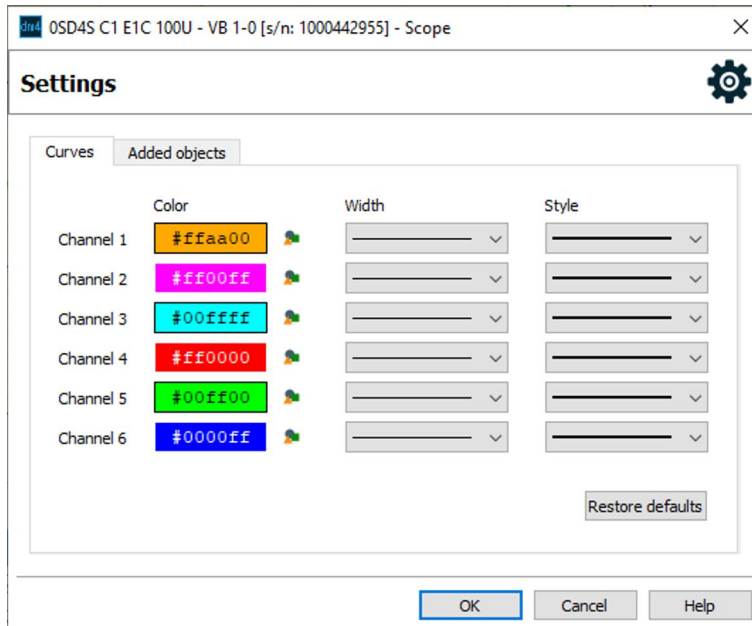 dnr4 0SD4S C1 E1C 100U - VB 1-0 [s/n: 1000442955] - Scope
Settings
Curves Added objects
Color Width Style
Channel 1 #ffaa00
Channel 2 #ff00ff
Channel 3 #00ffff
Channel 4 #ff0000
Channel 5 #00ff00
Channel 6 #0000ff
Restore defaults
OK Cancel Help